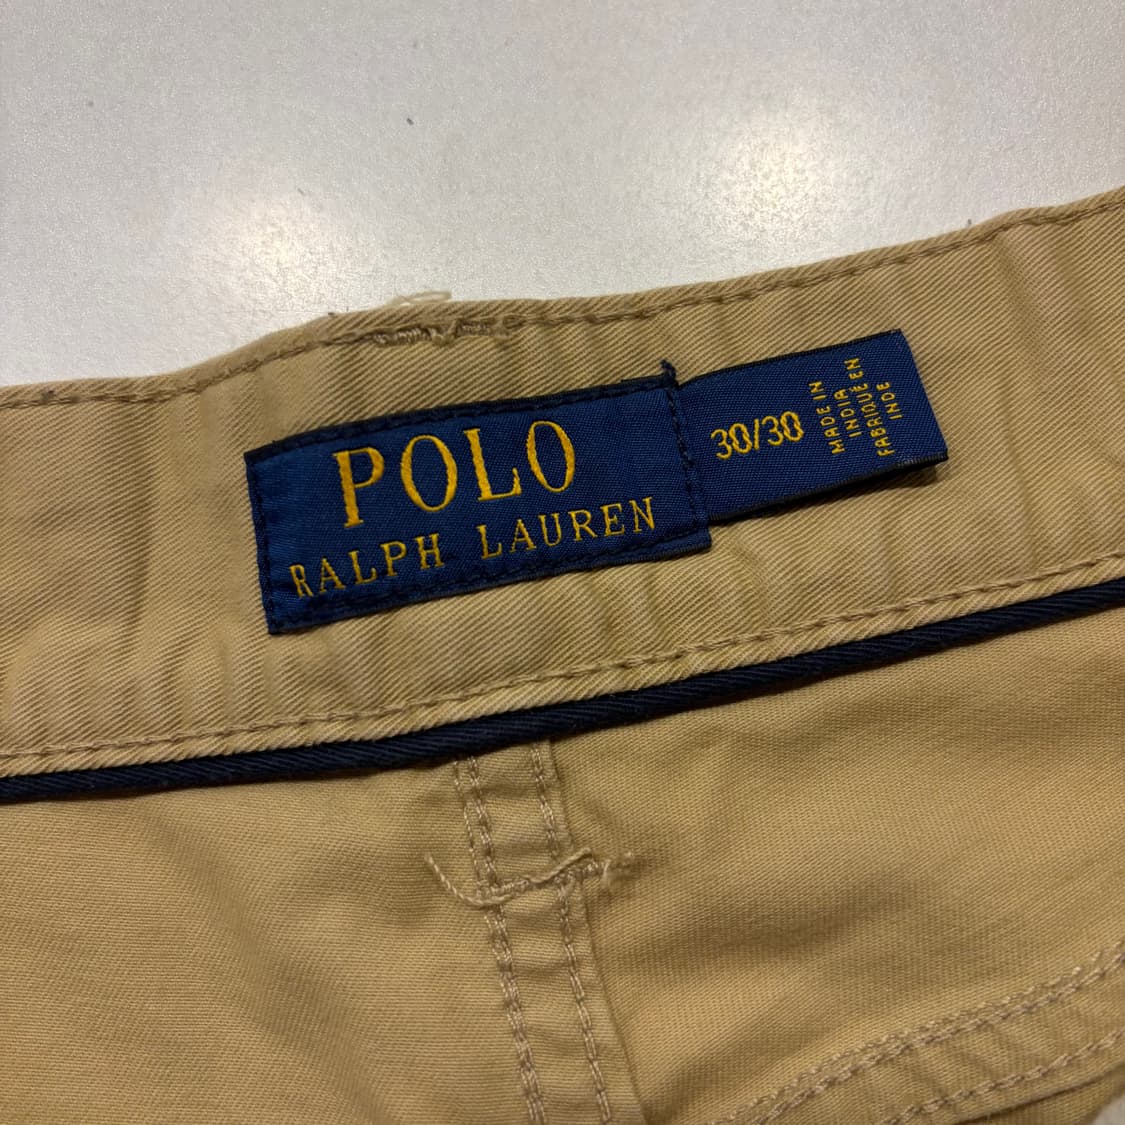 POLO
RALPH LAUREN
30/30
MADE IN
INDIA
FABRIQUÉ EN
INDE